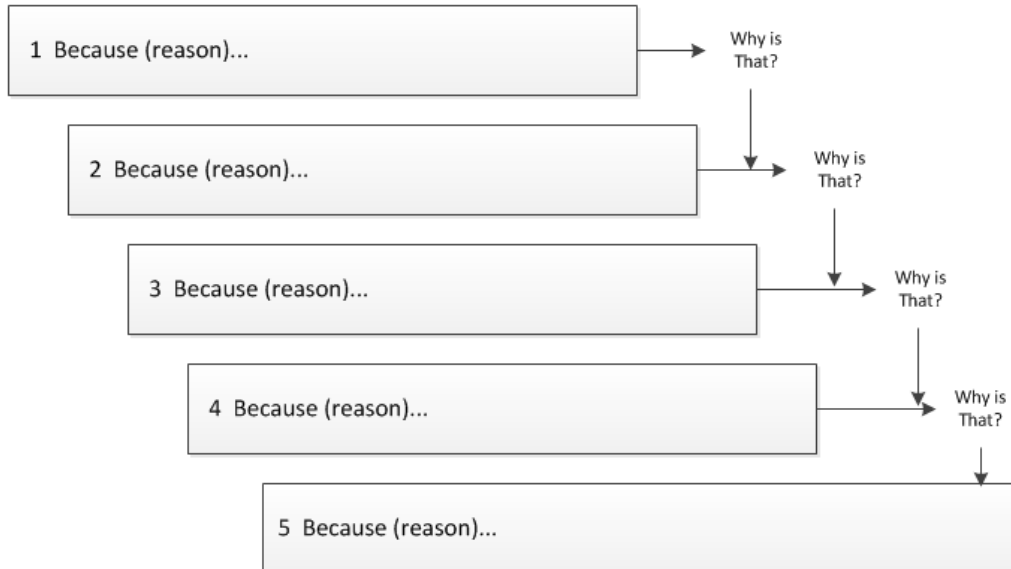 1 Because (reason)...
Why is
That?
2 Because (reason)...
Why is
That?
3 Because (reason)...
Why is
That?
4 Because (reason)...
Why is
That?
5 Because (reason)...